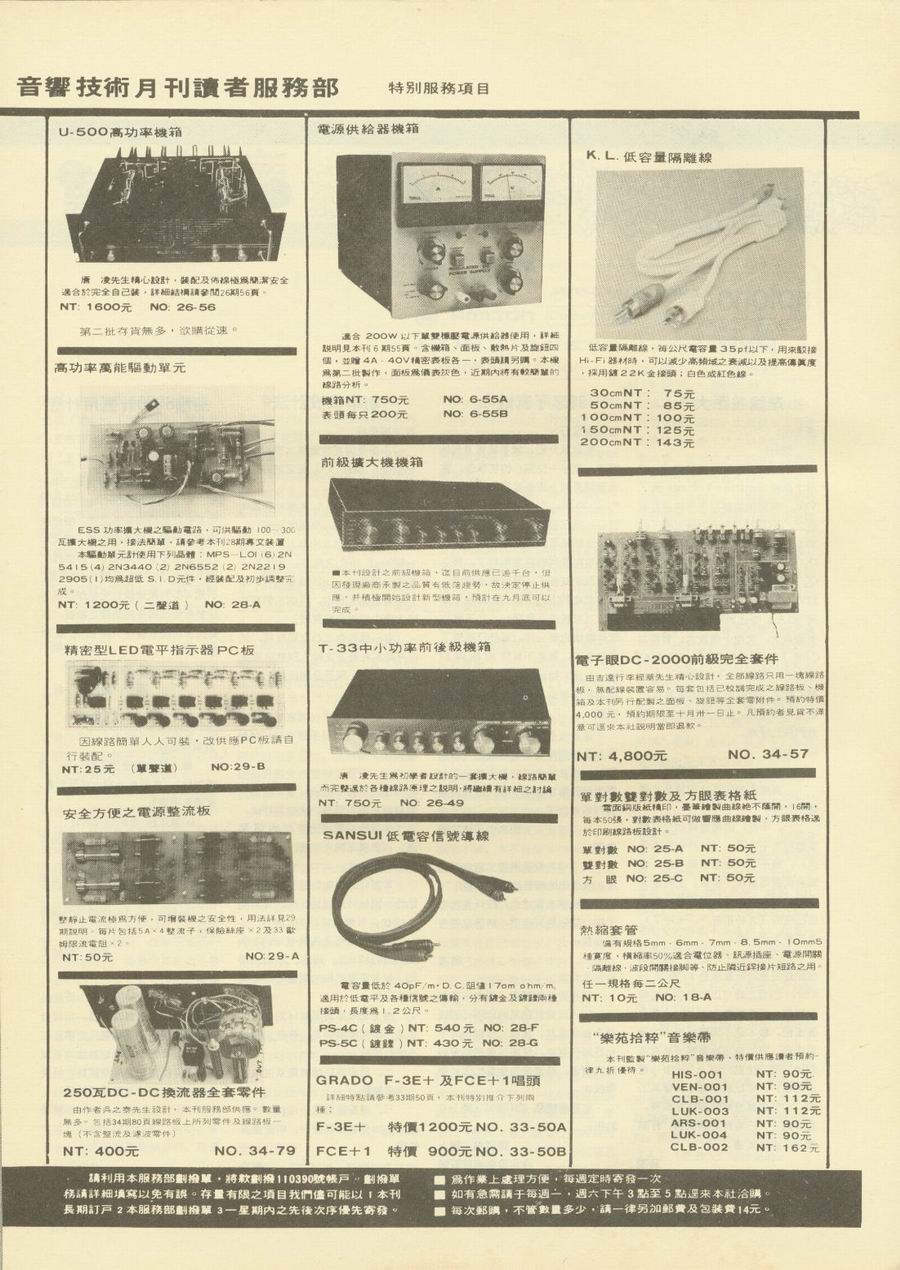 音響技術月刊讀者服務部　特別服務項目
U-500高功率機箱
唐　凌先生精心設計，裝配及佈線極為簡潔安全
適合於完全自己裝，詳細結構請參閱26期56頁。
NT: 1600元　NO: 26-56
第二批存貨無多，欲購從速。
高功率萬能驅動單元
ESS 功率擴大機之驅動電路，可供驅動 100－300
瓦擴大機之用，接法簡單，請參考本刊28期專文裝置
本驅動單元計使用下列晶體：MPS－L01(6)2N
5415(4)2N3440(2)2N6552(2)2N2219
2905(1)均為超低 S.I.D元件，經裝配及初步調整完
成。
NT: 1200元 (二聲道)　NO: 28-A
精密型LED電平指示器PC板
因線路簡單人人可裝，改供應PC板請自
行裝配。
NT:25元　(單聲道)　NO:29-B
安全方便之電源整流板
整靜止電流極為方便，可增裝機之安全性，用法詳見29
期說明。每片包括5A×4整流子，保險絲座×2及33歐
姆限流電阻×2。
NT:50元　NO:29-A
250瓦DC-DC換流器全套零件
由作者吳之泰先生設計，本刊服務部供應。數量
無多。包括34期80頁線路板上所列零件及線路板一
塊（不含整流及濾波零件）
NT: 400元　NO. 34-79
電源供給器機箱
適合 200W以下單雙穩壓電源供給器使用，詳細
說明見本刊6期55頁。含機箱、面板、散熱片及旋鈕四
個，並贈4A、40V精密表板各一，表頭請另購。本機
為第二批製作，面板為儀表灰色，近期內將有較簡單的
線路分析。
機箱NT: 750元　NO: 6-55A
表頭每只200元　NO: 6-55B
前級擴大機機箱
■本刊設計之前級機箱，迄目前供應已逾千台，但
因發現廠商承製之品質有低落趨勢，故決定停止供
應，并積極開始設計新型機箱，預計在九月底可以
完成。
T-33中小功率前後級機箱
唐　凌先生為初學者設計的一套擴大機，線路簡單
而完整適於各種線路原理之說明，將繼續有詳細之討論
NT: 750元　NO: 26-49
SANSUI 低電容信號導線
電容量低於 40pF/m，D.C.阻值17om ohm/m,
適用於低電平及各種信號之傳輸，分有鍍金及鍍鎳兩種
接頭，長度為1.2公尺。
PS-4C (鍍金) NT: 540元 NO: 28-F
PS-5C (鍍鎳) NT: 430元 NO: 28-G
GRADO F-3E+ 及FCE+1唱頭
詳細特點請參考33期50頁，本刊特別推介下列兩
種：
F-3E+　特價1200元 NO. 33-50A
FCE+1　特價 900元 NO. 33-50B
K.L. 低容量隔離線
低容量隔離線，每公尺電容量35pf以下，用來駁接
Hi-Fi器材時，可以減少高頻域之衰減以及提高傳真度
，採用鍍22K金接頭；白色或紅色線。
30cmNT：75元
50cmNT：85元
100cmNT：100元
150cmNT：125元
200cmNT：143元
電子眼DC-2000前級完全套件
由吉達行李經華先生精心設計，全部線路只用一塊線路
板，無配線裝置容易。每套包括已校調完成之線路板、機
箱及本刊另行配製之面板、旋鈕等全套零附件。預約特價
4,000元，預約期限至十月卅一日止。凡預約者見貨不滿
意可送來本社說明當即退款。
NT: 4,800元　NO. 34-57
單對數雙對數及方眼表格紙
雪面銅版紙精印，墨筆繪製曲線絕不隆開，16開，
每本50張，對數表格紙可做響應曲線繪製，方眼表格適
於印刷線路板設計。
單對數 NO: 25-A　NT: 50元
雙對數 NO: 25-B　NT: 50元
方　眼 NO: 25-C　NT: 50元
熱縮套管
備有規格5mm、6mm、7mm、8.5mm、10mm5
種寬度，橫縮率50%適合電位器、訊源插座、電源開關
、隔離線、波段開關接腳等、防止隣近銲接片短路之用。
任一規格每二公尺
NT: 10元　NO: 18-A
“樂苑拾粹”音樂帶
本刊監製“樂苑拾粹”音樂帶、特價供應讀者預約一
律九折優待。
HIS-001　NT: 90元
VEN-001　NT: 90元
CLB-001　NT: 112元
LUK-003　NT: 112元
ARS-001　NT: 90元
LUK-004　NT: 90元
CLB-002　NT: 162元
請利用本服務部劃撥單，將款劃撥110390號帳戶。劃撥單
務請詳細填寫以免有誤。存量有限之項目我們儘可能以1本刊
長期訂戶2本服務部劃撥單3一星期內之先後次序優先寄發。
■ 為作業上處理方便，每週定時寄發一次
■ 如有急需請于每週一，週六下午3點至5點逕來本社洽購。
■ 每次郵購，不管數量多少，請一律另加郵費及包裝費14元。